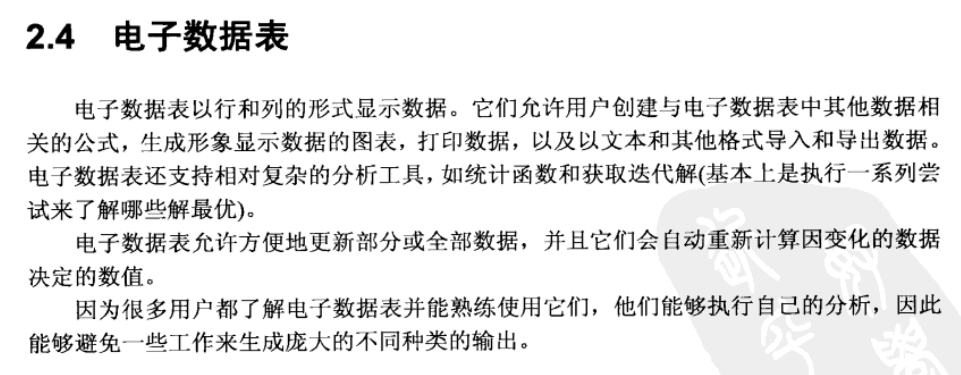 2.4 电子数据表
电子数据表以行和列的形式显示数据。它们允许用户创建与电子数据表中其他数据相
关的公式，生成形象显示数据的图表，打印数据，以及以文本和其他格式导入和导出数据。
电子数据表还支持相对复杂的分析工具，如统计函数和获取迭代解(基本上是执行一系列尝
试来了解哪些解最优)。
电子数据表允许方便地更新部分或全部数据，并且它们会自动重新计算因变化的数据
决定的数值。
因为很多用户都了解电子数据表并能熟练使用它们，他们能够执行自己的分析，因此
能够避免一些工作来生成庞大的不同种类的输出。